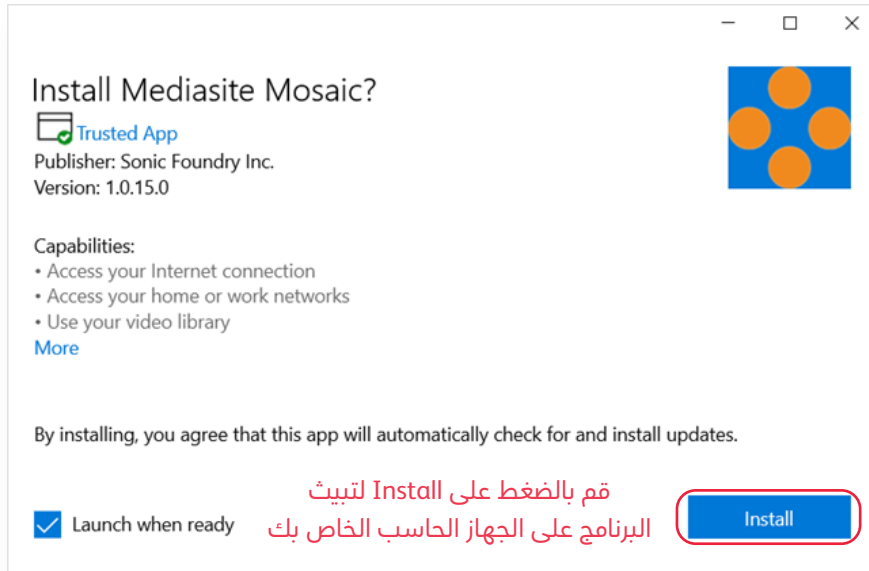 Install Mediasite Mosaic?
Trusted App
Publisher: Sonic Foundry Inc.
Version: 1.0.15.0
Capabilities:
• Access your Internet connection
• Access your home or work networks
• Use your video library
More
By installing, you agree that this app will automatically check for and install updates.
قم بالضغط على Install لتبيث
البرنامج على الجهاز الحاسب الخاص بك
Launch when ready
Install